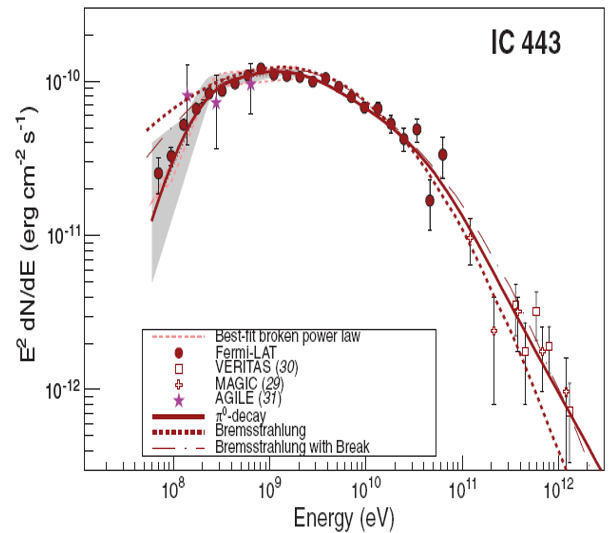 IC 443
E² dN/dE (erg cm⁻² s⁻¹)
10⁻¹⁰
10⁻¹¹
10⁻¹²
Best-fit broken power law
Fermi-LAT
VERITAS (30)
MAGIC (29)
AGILE (31)
π⁰-decay
Bremsstrahlung
Bremsstrahlung with Break
10⁸ 10⁹ 10¹⁰ 10¹¹ 10¹²
Energy (eV)